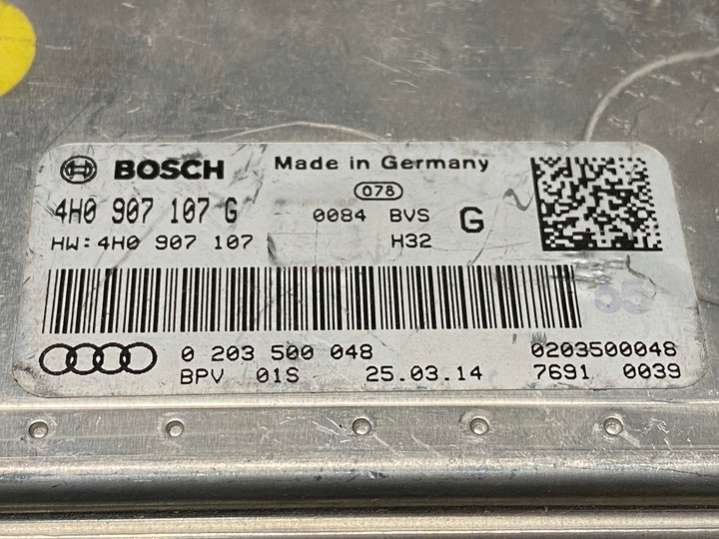 BOSCH Made in Germany
078
4H0 907 107 G 0084 BVS G
HW:4H0 907 107 H32
55
0 203 500 048 0203500048
BPV 01S 25.03.14 7691 0039